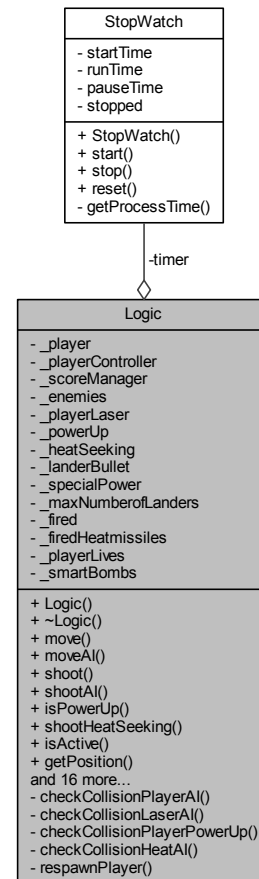 StopWatch
- startTime
- runTime
- pauseTime
- stopped
+ StopWatch()
+ start()
+ stop()
+ reset()
- getProcessTime()
-timer
Logic
- _player
- _playerController
- _scoreManager
- _enemies
- _playerLaser
- _powerUp
- _heatSeeking
- _landerBullet
- _specialPower
- _maxNumberofLanders
- _fired
- _firedHeatmissiles
- _playerLives
- _smartBombs
+ Logic()
+ ~Logic()
+ move()
+ moveAI()
+ shoot()
+ shootAI()
+ isPowerUp()
+ shootHeatSeeking()
+ isActive()
+ getPosition()
and 16 more...
- checkCollisionPlayerAI()
- checkCollisionLaserAI()
- checkCollisionPlayerPowerUp()
- checkCollisionHeatAI()
- respawnPlayer()